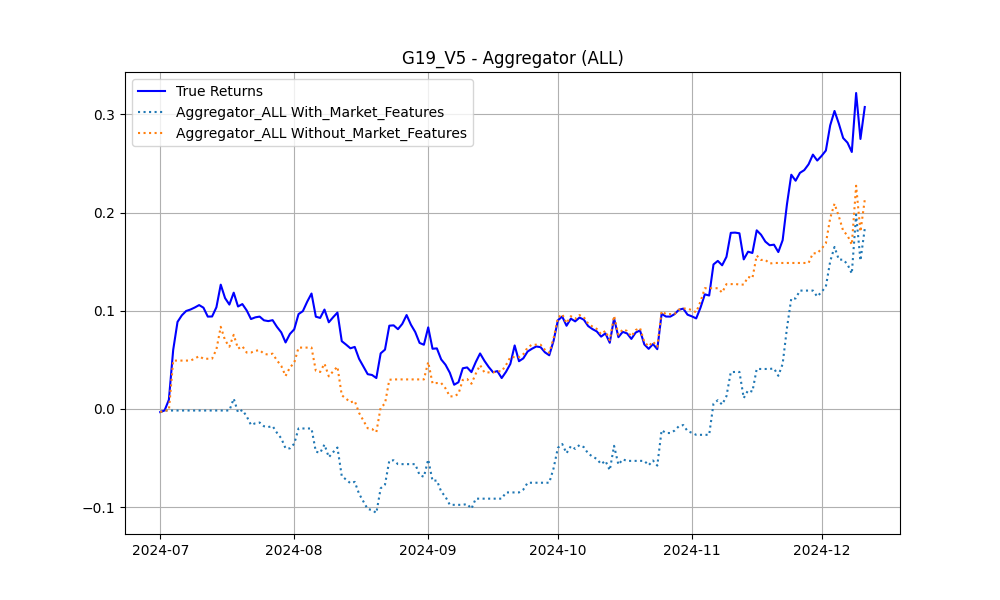 G19_V5 - Aggregator (ALL)
True Returns
Aggregator_ALL With_Market_Features
Aggregator_ALL Without_Market_Features
0.3
0.2
0.1
0.0
−0.1
2024-07 2024-08 2024-09 2024-10 2024-11 2024-12